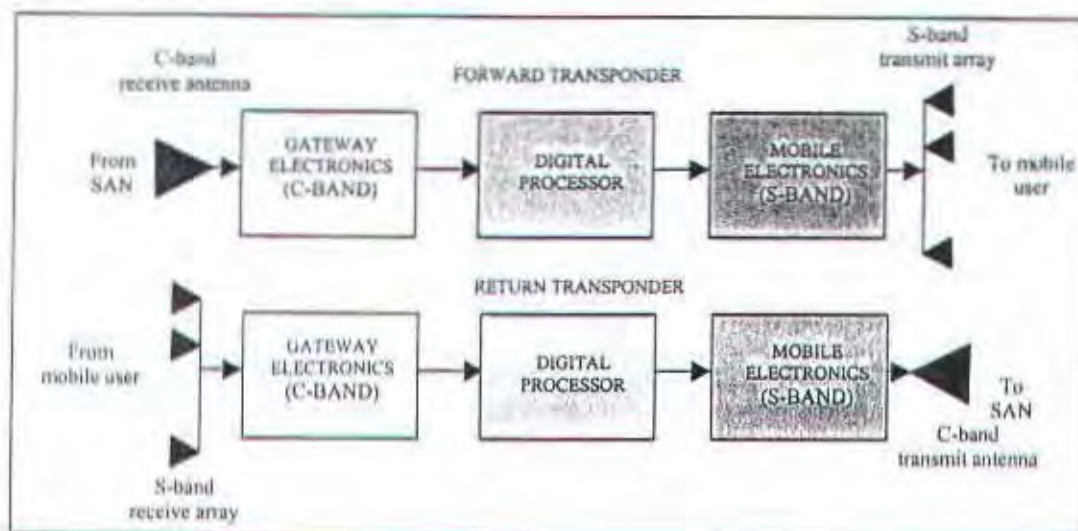 C-band
receive antenna
FORWARD TRANSPONDER
S-band
transmit array
From
SAN
GATEWAY
ELECTRONICS
(C-BAND)
DIGITAL
PROCESSOR
MOBILE
ELECTRONICS
(S-BAND)
To mobile
user
RETURN TRANSPONDER
From
mobile user
GATEWAY
ELECTRONICS
(C-BAND)
DIGITAL
PROCESSOR
MOBILE
ELECTRONICS
(S-BAND)
To
SAN
S-band
receive array
C-band
transmit antenna